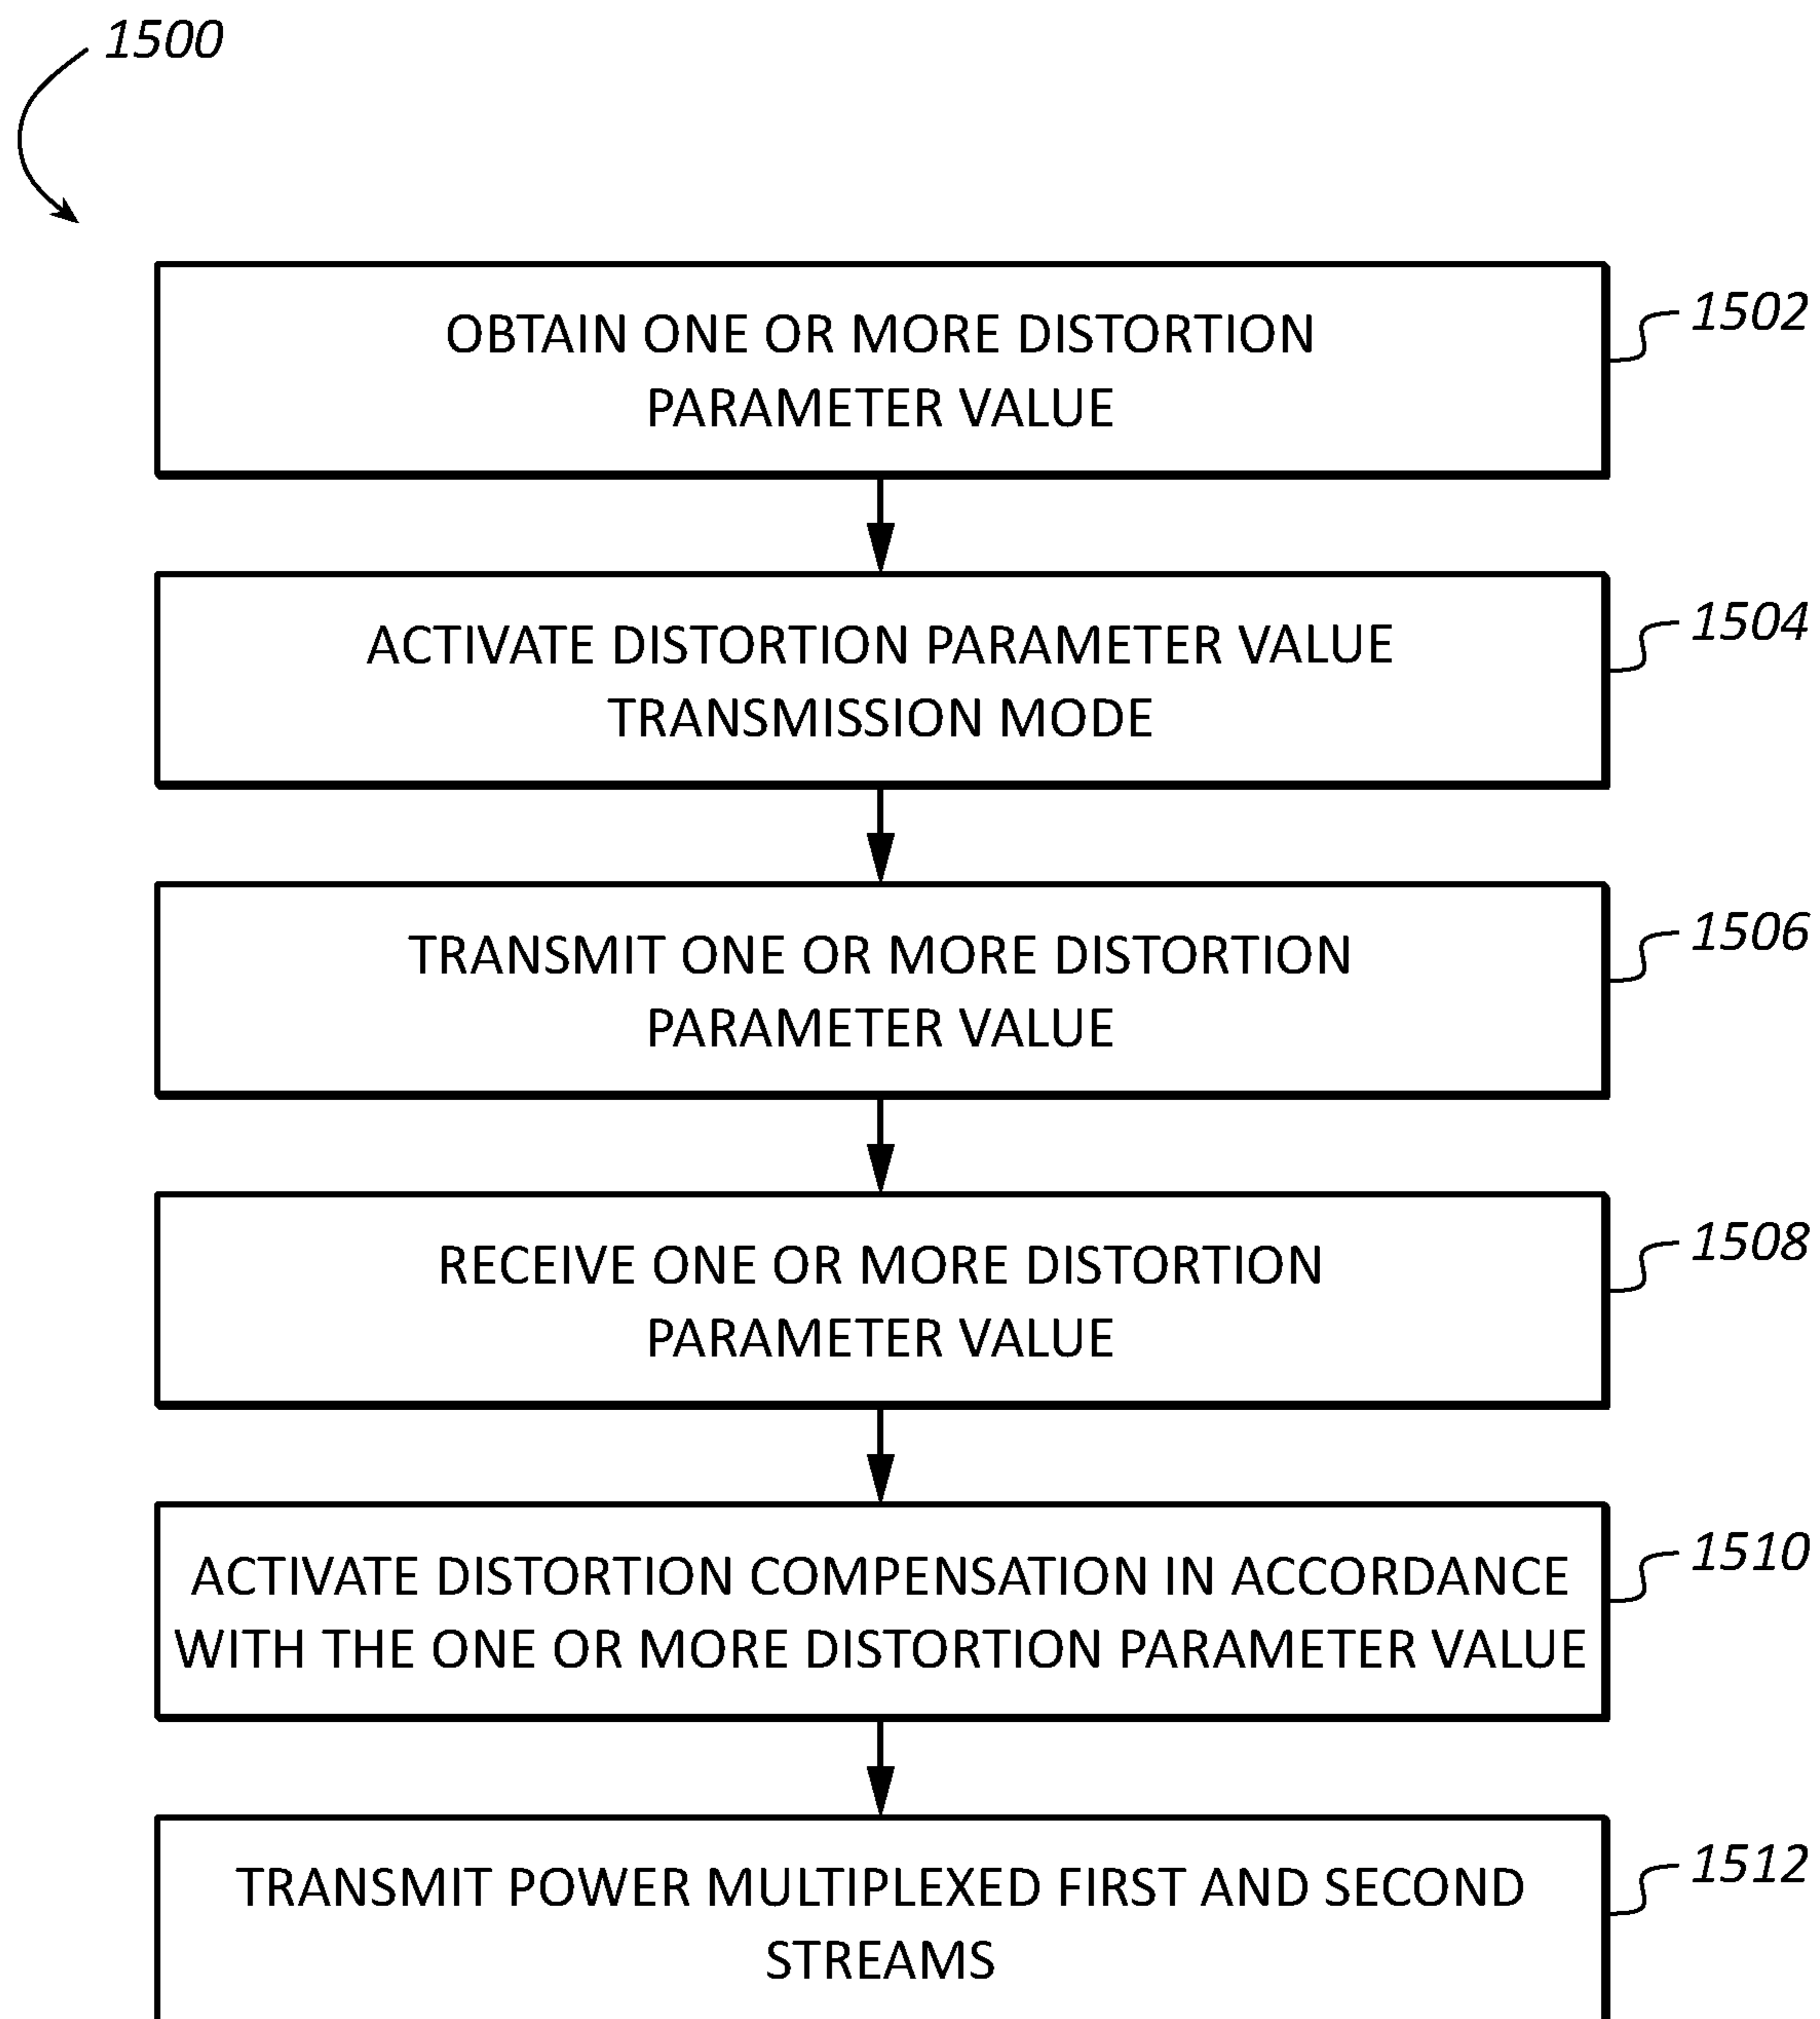 1500
OBTAIN ONE OR MORE DISTORTION
PARAMETER VALUE
1502
ACTIVATE DISTORTION PARAMETER VALUE
TRANSMISSION MODE
1504
TRANSMIT ONE OR MORE DISTORTION
PARAMETER VALUE
1506
RECEIVE ONE OR MORE DISTORTION
PARAMETER VALUE
1508
ACTIVATE DISTORTION COMPENSATION IN ACCORDANCE
WITH THE ONE OR MORE DISTORTION PARAMETER VALUE
1510
TRANSMIT POWER MULTIPLEXED FIRST AND SECOND
STREAMS
1512